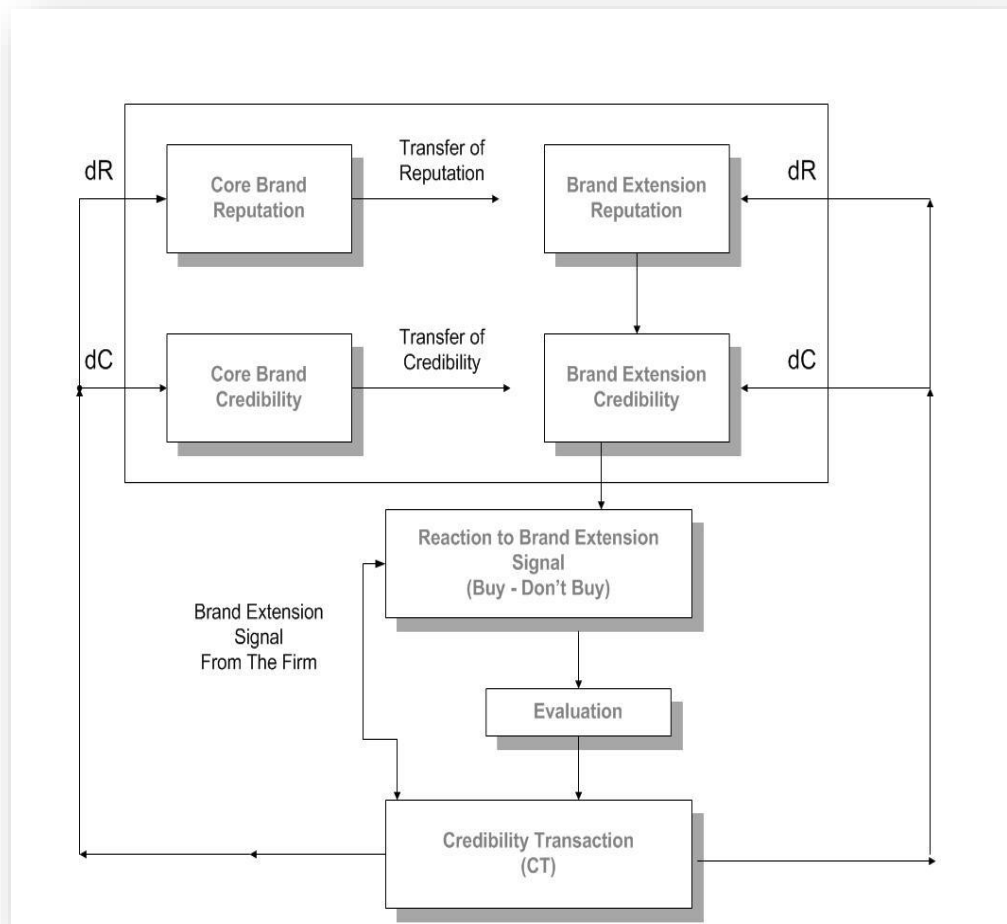 dR
Core Brand
Reputation
Transfer of
Reputation
Brand Extension
Reputation
dR
dC
Core Brand
Credibility
Transfer of
Credibility
Brand Extension
Credibility
dC
Reaction to Brand Extension
Signal
(Buy - Don't Buy)
Brand Extension
Signal
From The Firm
Evaluation
Credibility Transaction
(CT)